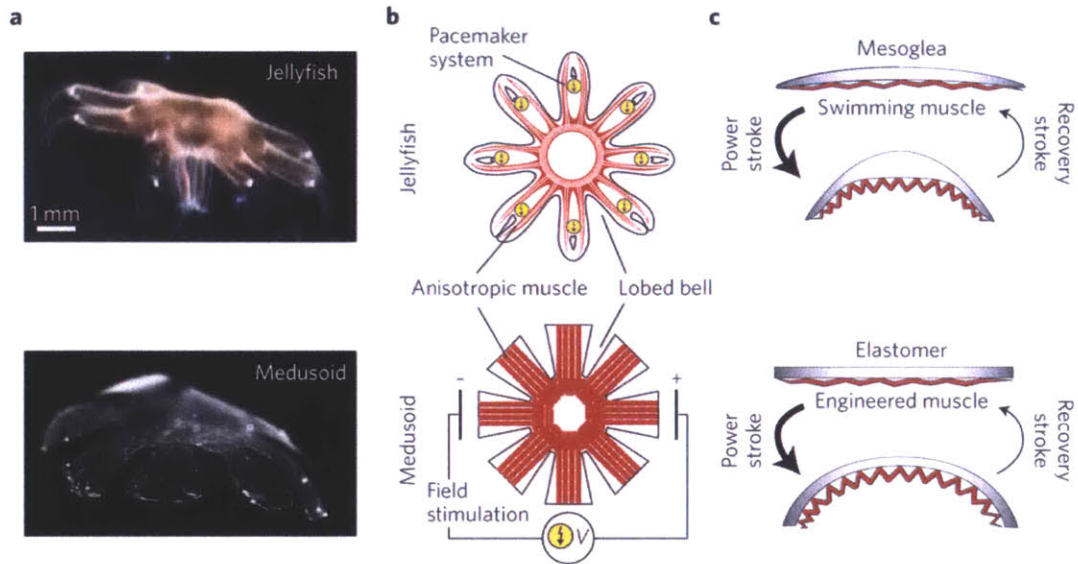 a
Jellyfish
1 mm
Medusoid
b
Pacemaker
system
Jellyfish
Anisotropic muscle
Lobed bell
Medusoid
–
+
Field
stimulation
V
c
Mesoglea
Swimming muscle
Power
stroke
Recovery
stroke
Elastomer
Engineered muscle
Power
stroke
Recovery
stroke